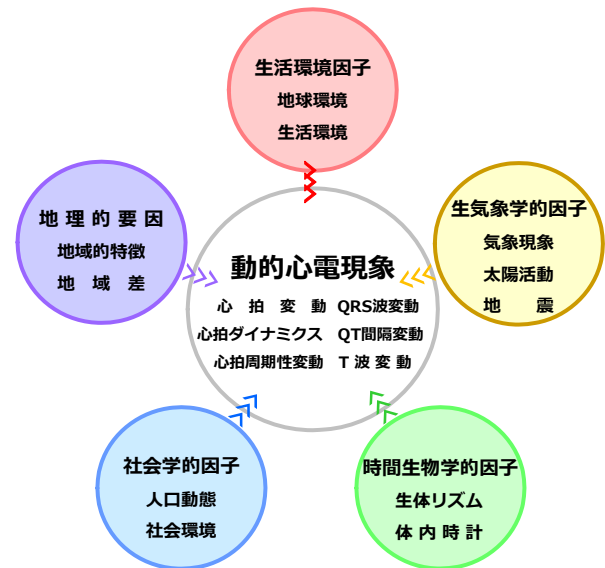 生活環境因子
地球環境
生活環境
地理的要因
地域的特徴
地域差
生気象学的因子
気象現象
太陽活動
地震
動的心電現象
心拍変動 QRS波変動
心拍ダイナミクス QT間隔変動
心拍周期性変動 T波変動
社会学的因子
人口動態
社会環境
時間生物学的因子
生体リズム
体内時計